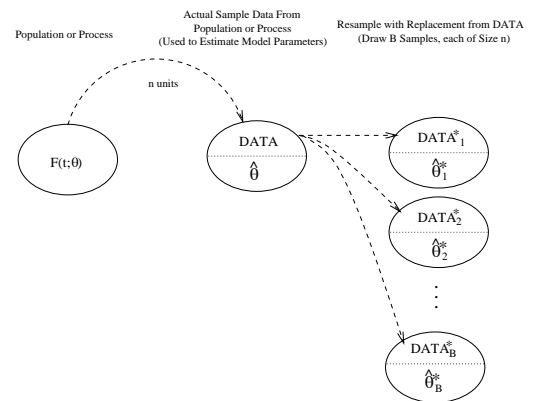 Population or Process
Actual Sample Data From
Population or Process
(Used to Estimate Model Parameters)
Resample with Replacement from DATA
(Draw B Samples, each of Size n)
n units
F(t;θ)
DATA
θ̂
DATA*₁
θ̂*₁
DATA*₂
θ̂*₂
DATA*B
θ̂*B